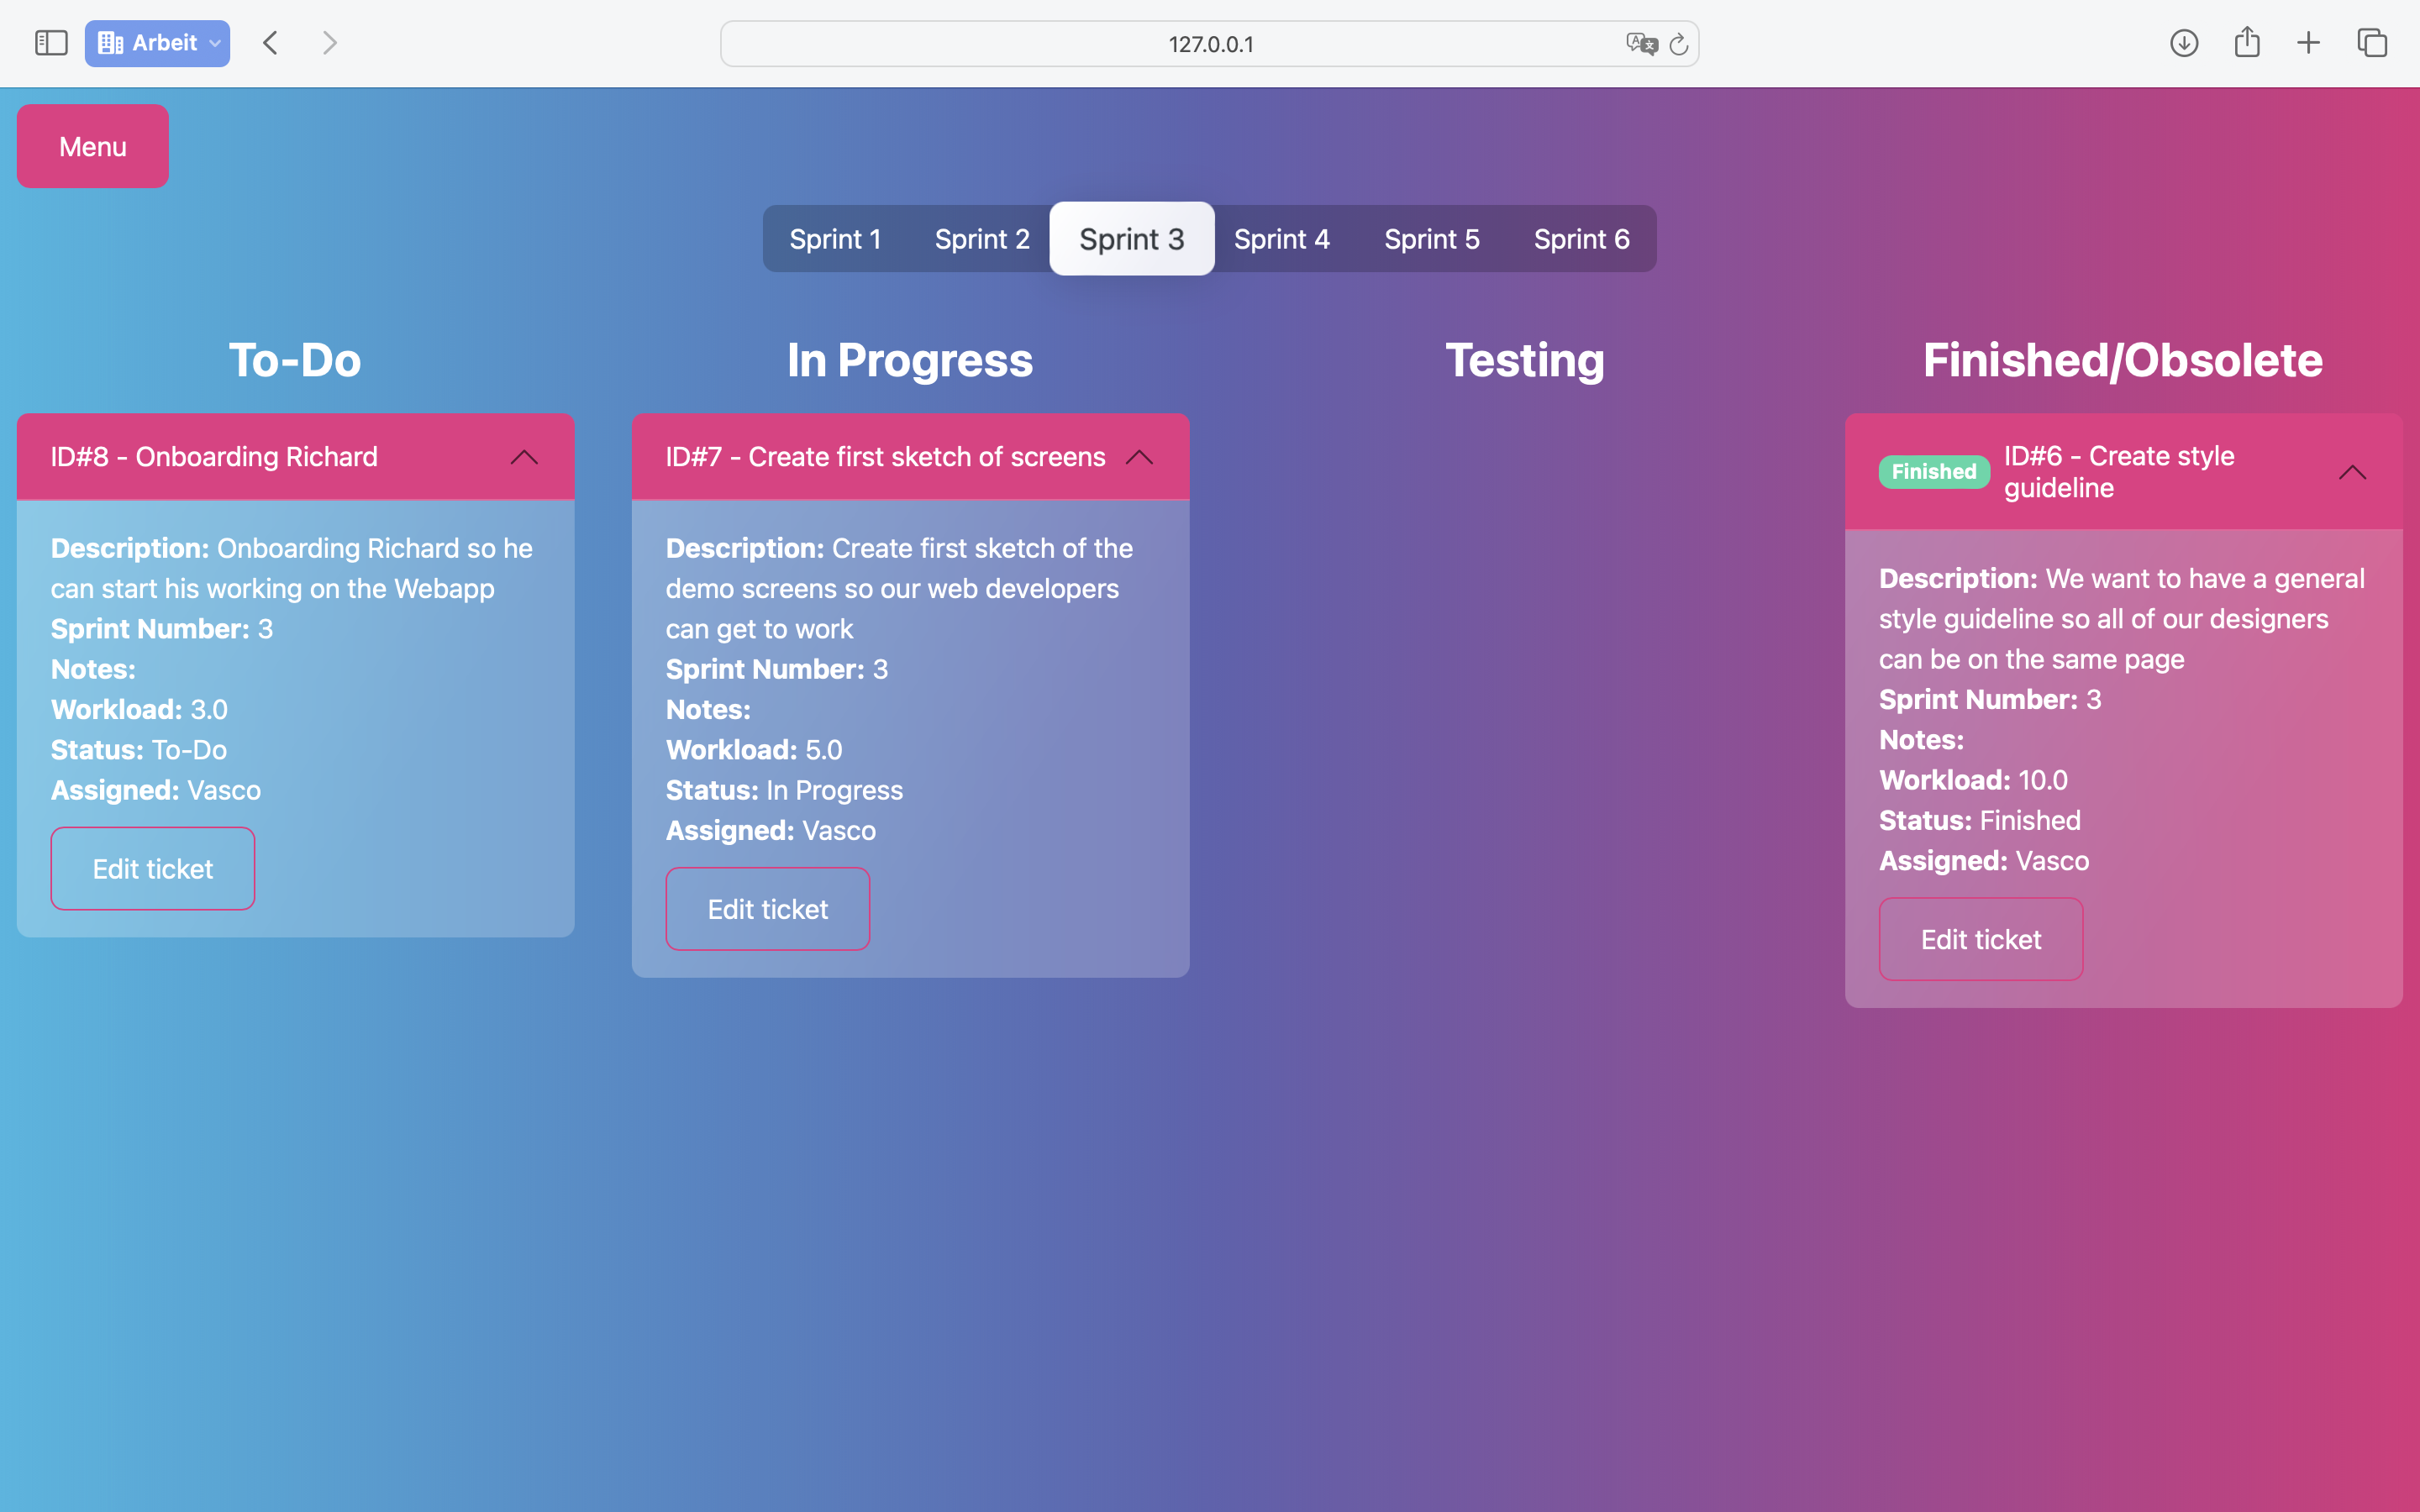 Arbeit
127.0.0.1
Menu
Sprint 1 Sprint 2 Sprint 3 Sprint 4 Sprint 5 Sprint 6
To-Do
ID#8 - Onboarding Richard
Description: Onboarding Richard so he
can start his working on the Webapp
Sprint Number: 3
Notes:
Workload: 3.0
Status: To-Do
Assigned: Vasco
Edit ticket
In Progress
ID#7 - Create first sketch of screens
Description: Create first sketch of the
demo screens so our web developers
can get to work
Sprint Number: 3
Notes:
Workload: 5.0
Status: In Progress
Assigned: Vasco
Edit ticket
Testing
Finished/Obsolete
Finished
ID#6 - Create style
guideline
Description: We want to have a general
style guideline so all of our designers
can be on the same page
Sprint Number: 3
Notes:
Workload: 10.0
Status: Finished
Assigned: Vasco
Edit ticket